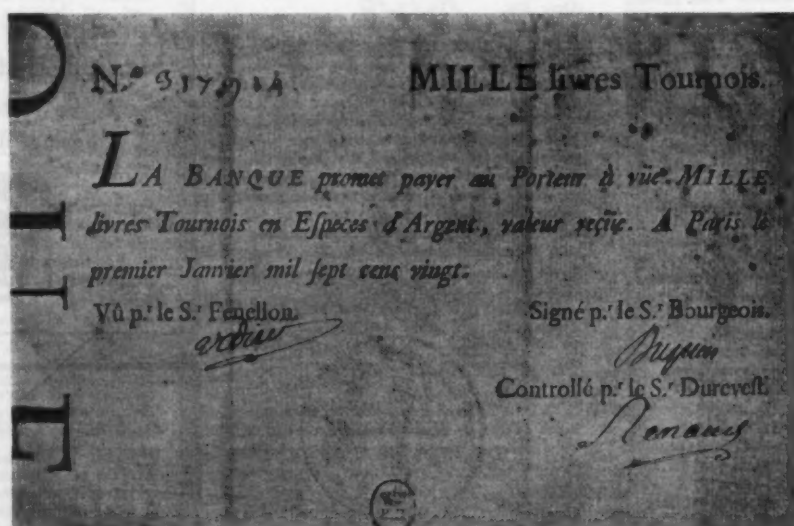 N.º MILLE livres Tournois.
LA BANQUE promet payer au Porteur à vüe MILLE
livres Tournois en Eſpeces d'Argent, valeur reçüe. A Paris le
premier Janvier mil ſept cens vingt.
Vû p.r le S.r Fenellon. Signé p.r le S.r Bourgeois.
Controllé p.r le S.r Dureveſt.